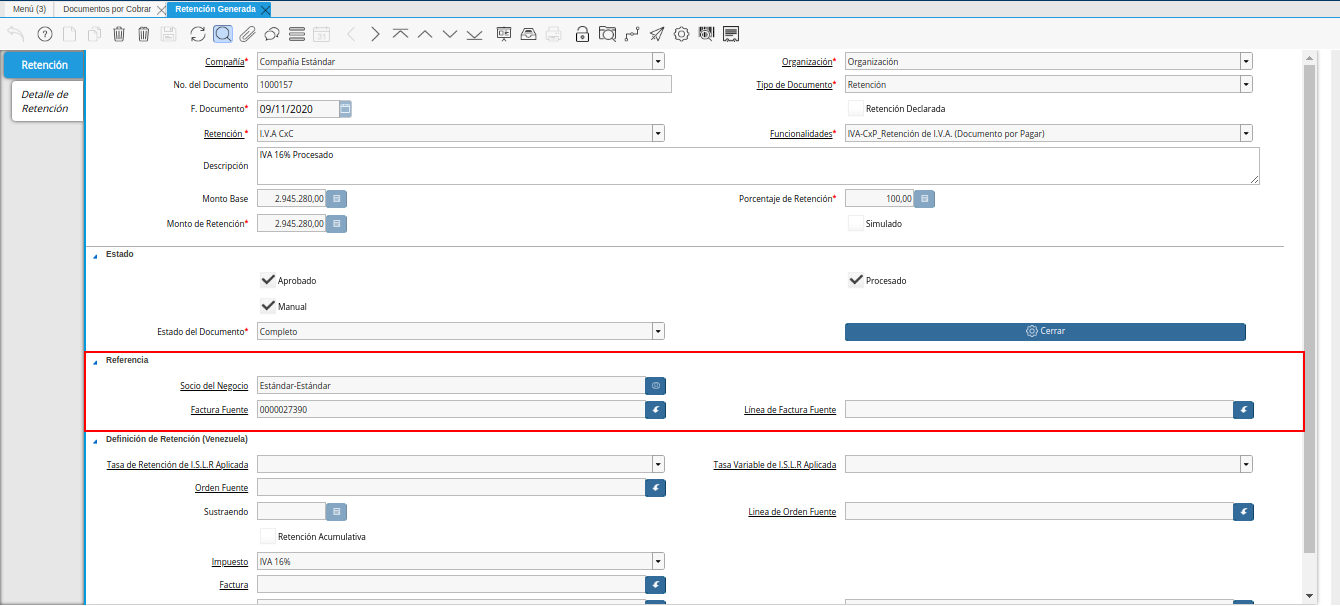 Menú (3) Documentos por Cobrar Retención Generada
Retención
Detalle de Retención
Compañía* Compañía Estándar Organización* Organización
No. del Documento 1000157 Tipo de Documento* Retención
F. Documento* 09/11/2020 Retención Declarada
Retención * I.V.A CxC Funcionalidades* IVA-CxP_Retención de I.V.A. (Documento por Pagar)
Descripción IVA 16% Procesado
Monto Base 2.945.280,00 Porcentaje de Retención* 100,00
Monto de Retención* 2.945.280,00 Simulado
Estado
Aprobado Procesado
Manual
Estado del Documento* Completo Cerrar
Referencia
Socio del Negocio Estándar-Estándar
Factura Fuente 0000027390 Línea de Factura Fuente
Definición de Retención (Venezuela)
Tasa de Retención de I.S.L.R Aplicada Tasa Variable de I.S.L.R Aplicada
Orden Fuente
Sustraendo Línea de Orden Fuente
Retención Acumulativa
Impuesto IVA 16%
Factura